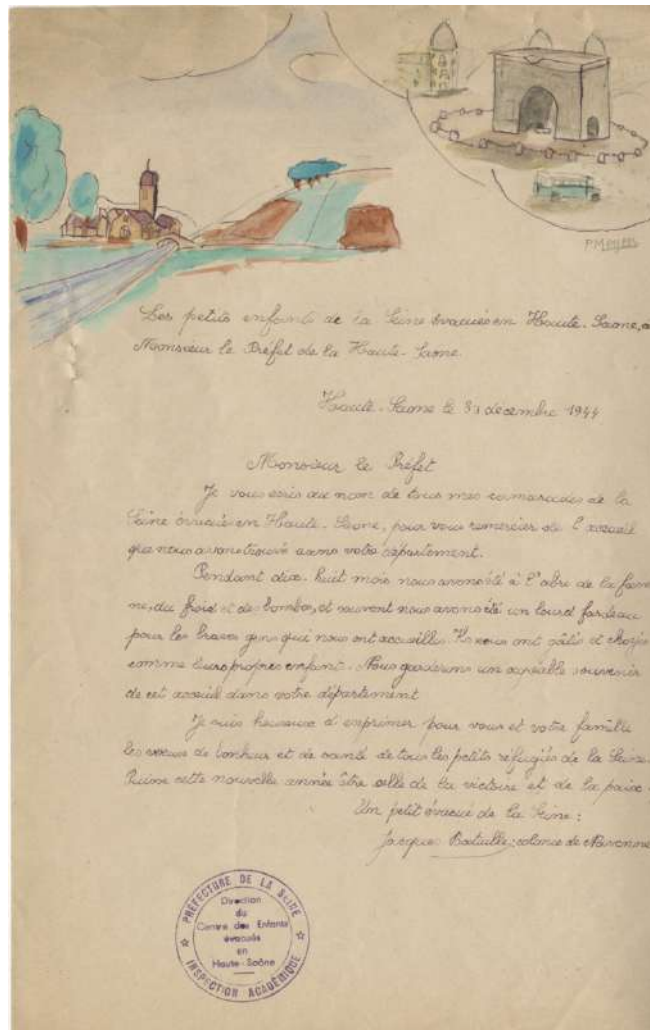 P.M
Les petits enfants de la Seine évacués en Haute-Saone, a
Monsieur le Préfet de la Haute-Saone
Haute-Saone le 31 décembre 1944
Monsieur le Préfet
Je vous écris au nom de tous mes camarades de la
Seine évacués en Haute-Saone, pour vous remercier de l'accueil
que nous avons trouvé dans votre département.
Pendant dix-huit mois nous avons été à l'abri de la fami
ne, du froid et des bombes, et souvent nous avons été un lourd fardeau
pour les braves gens qui nous ont accueillis. Ils nous ont gâtés et choyés
comme leurs propres enfant. Nous garderons un agréable souvenir
de cet accueil dans votre département
Je suis heureux d'exprimer pour vous et votre famille
les voeux de bonheur et de santé de tous les petits réfugiés de la Seine.
Puisse cette nouvelle année être celle de la victoire et de la paix.
Un petit évacué de la Seine:
Jacques Bataille, colonie de
PRÉFECTURE DE LA SEINE
Direction
du
Centre des Enfants
évacués
en
Haute-Saône
INSPECTION ACADÉMIQUE